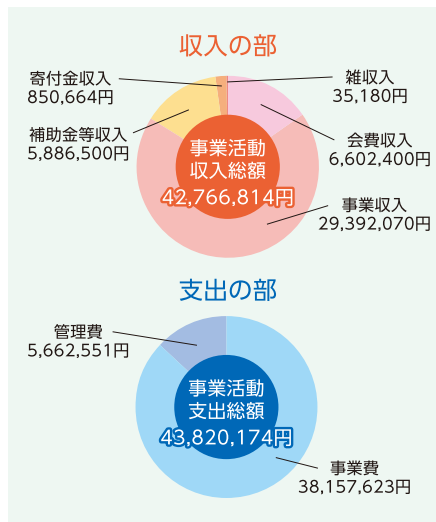 収入の部
寄付金収入
850,664円
雑収入
35,180円
補助金等収入
5,886,500円
会費収入
6,602,400円
事業活動
収入総額
42,766,814円
事業収入
29,392,070円
支出の部
管理費
5,662,551円
事業活動
支出総額
43,820,174円
事業費
38,157,623円